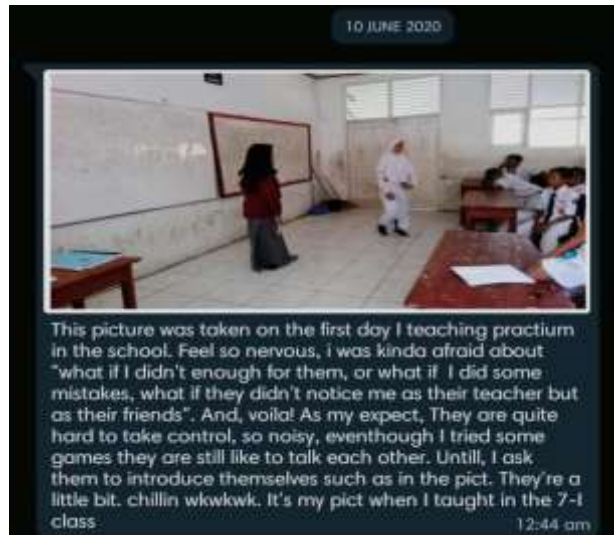 10 JUNE 2020
This picture was taken on the first day I teaching practium
in the school. Feel so nervous, i was kinda afraid about
"what if I didn't enough for them, or what if I did some
mistakes, what if they didn't notice me as their teacher but
as their friends". And, voila! As my expect, They are quite
hard to take control, so noisy, eventhough I tried some
games they are still like to talk each other. Untill, I ask
them to introduce themselves such as in the pict. They're a
little bit. chillin wkwkwk. It's my pict when I taught in the 7-I
class
12:44 am